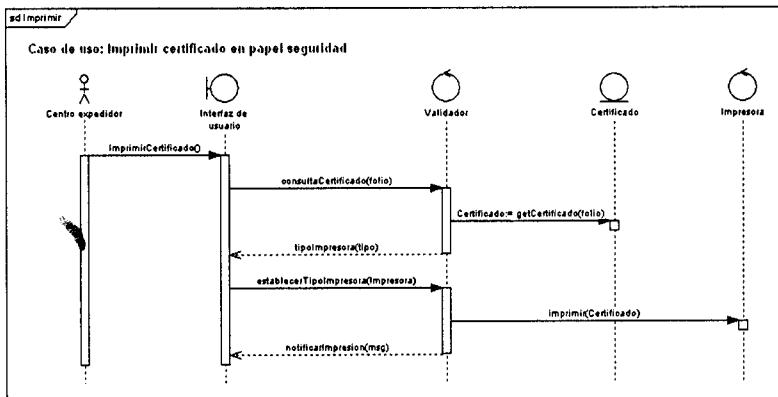 sd Imprimir
Caso de uso: Imprimir certificado en papel seguridad
Centro expedidor
Interfaz de
usuario
Validador
Certificado
Impresora
ImprimirCertificado()
consultaCertificado(folio)
Certificado:= getCertificado(folio)
tipoImpresora(tipo)
establecerTipoImpresora(Impresora)
Imprimir(Certificado)
notificarImpresion(msg)